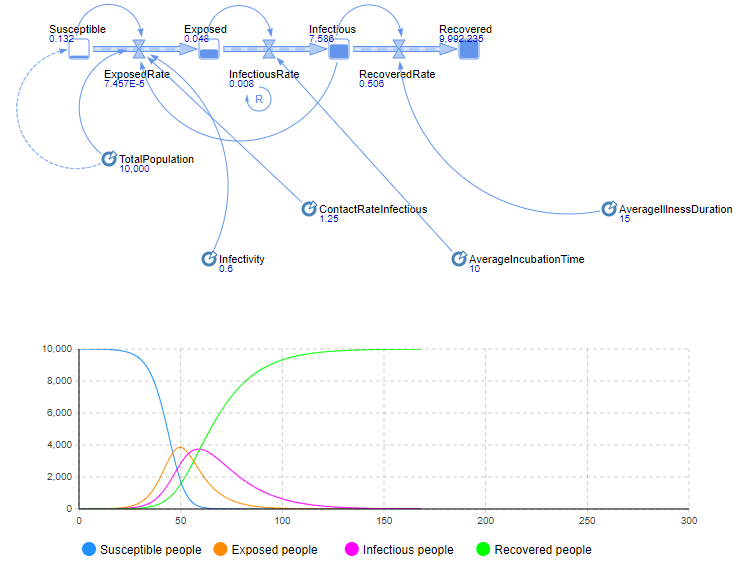 Susceptible
0.132
Exposed
0.048
Infectious
7.586
Recovered
9,992.235
ExposedRate
7.457E-5
InfectiousRate
0.008
RecoveredRate
0.506
R
TotalPopulation
10,000
ContactRateInfectious
1.25
AverageIllnessDuration
15
Infectivity
0.6
AverageIncubationTime
10
10,000
8,000
6,000
4,000
2,000
0
0 50 100 150 200 250 300
Susceptible people Exposed people Infectious people Recovered people